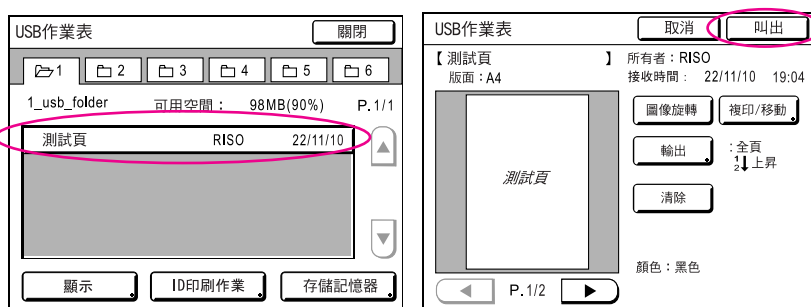 USB作業表 關閉
1 2 3 4 5 6
1_usb_folder 可用空間： 98MB(90%) P.1/1
測試頁 RISO 22/11/10
顯示 ID印刷作業 存儲記憶器
USB作業表 取消 叫出
【測試頁 】 所有者：RISO
版面：A4 接收時間： 22/11/10 19:04
圖像旋轉 複印/移動
輸出 ：全頁
1 2 上昇
測試頁
清除
顏色：黑色
P.1/2